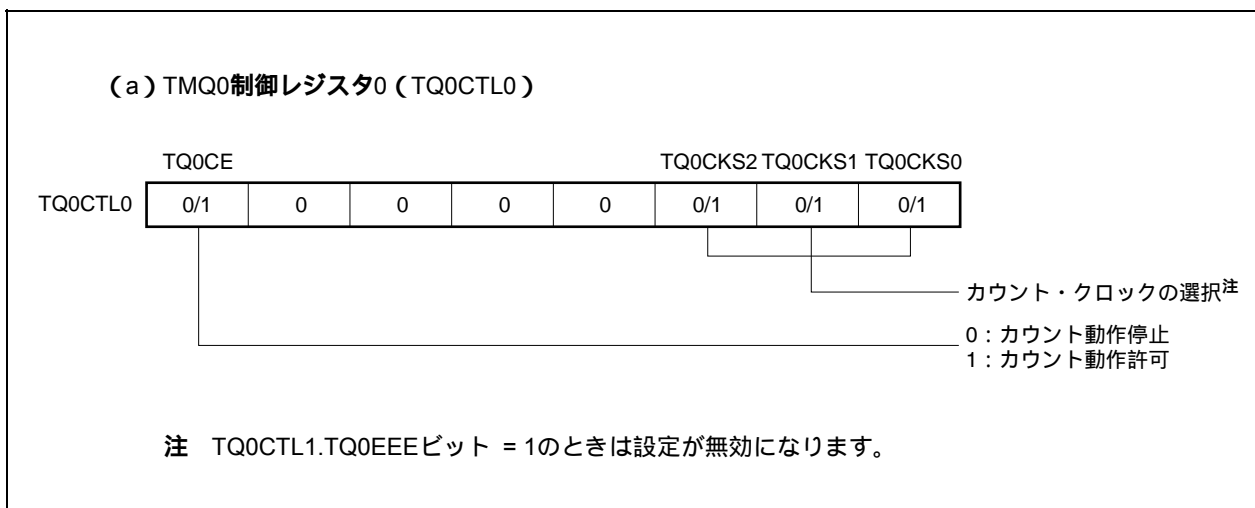 （a）TMQ0制御レジスタ0（TQ0CTL0）
TQ0CE TQ0CKS2 TQ0CKS1 TQ0CKS0
TQ0CTL0 0/1 0 0 0 0 0/1 0/1 0/1
カウント・クロックの選択注
0：カウント動作停止
1：カウント動作許可
注 TQ0CTL1.TQ0EEEビット = 1のときは設定が無効になります。